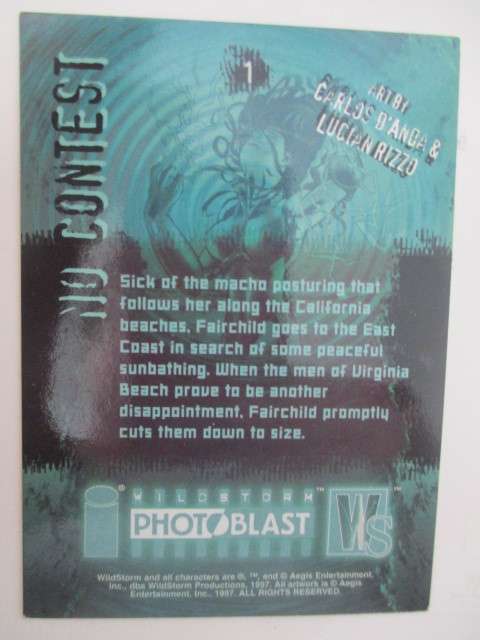 1
ART BY
CARLOS D'ANDA &
LUCIAN RIZZO
NO CONTEST
Sick of the macho posturing that
follows her along the California
beaches, Fairchild goes to the East
Coast in search of some peaceful
sunbathing. When the men of Virginia
Beach prove to be another
disappointment, Fairchild promptly
cuts them down to size.
i ®
WILDSTORM™
PHOTOBLAST
WS™
WildStorm and all characters are ®, ™, and © Aegis Entertainment,
Inc., dba WildStorm Productions, 1997. All artwork is © Aegis
Entertainment, Inc., 1997. ALL RIGHTS RESERVED.